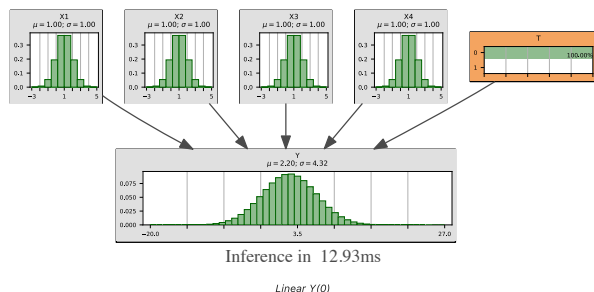 X1
μ = 1.00; σ = 1.00
0.3
0.2
0.1
0.0
−3 1 5
X2
μ = 1.00; σ = 1.00
0.3
0.2
0.1
0.0
−3 1 5
X3
μ = 1.00; σ = 1.00
0.3
0.2
0.1
0.0
−3 1 5
X4
μ = 1.00; σ = 1.00
0.3
0.2
0.1
0.0
−3 1 5
T
0 100.00%
1
Y
μ = 2.20; σ = 4.32
0.075
0.050
0.025
0.000
−20.0 3.5 27.0
Inference in 12.93ms
Linear Y(0)